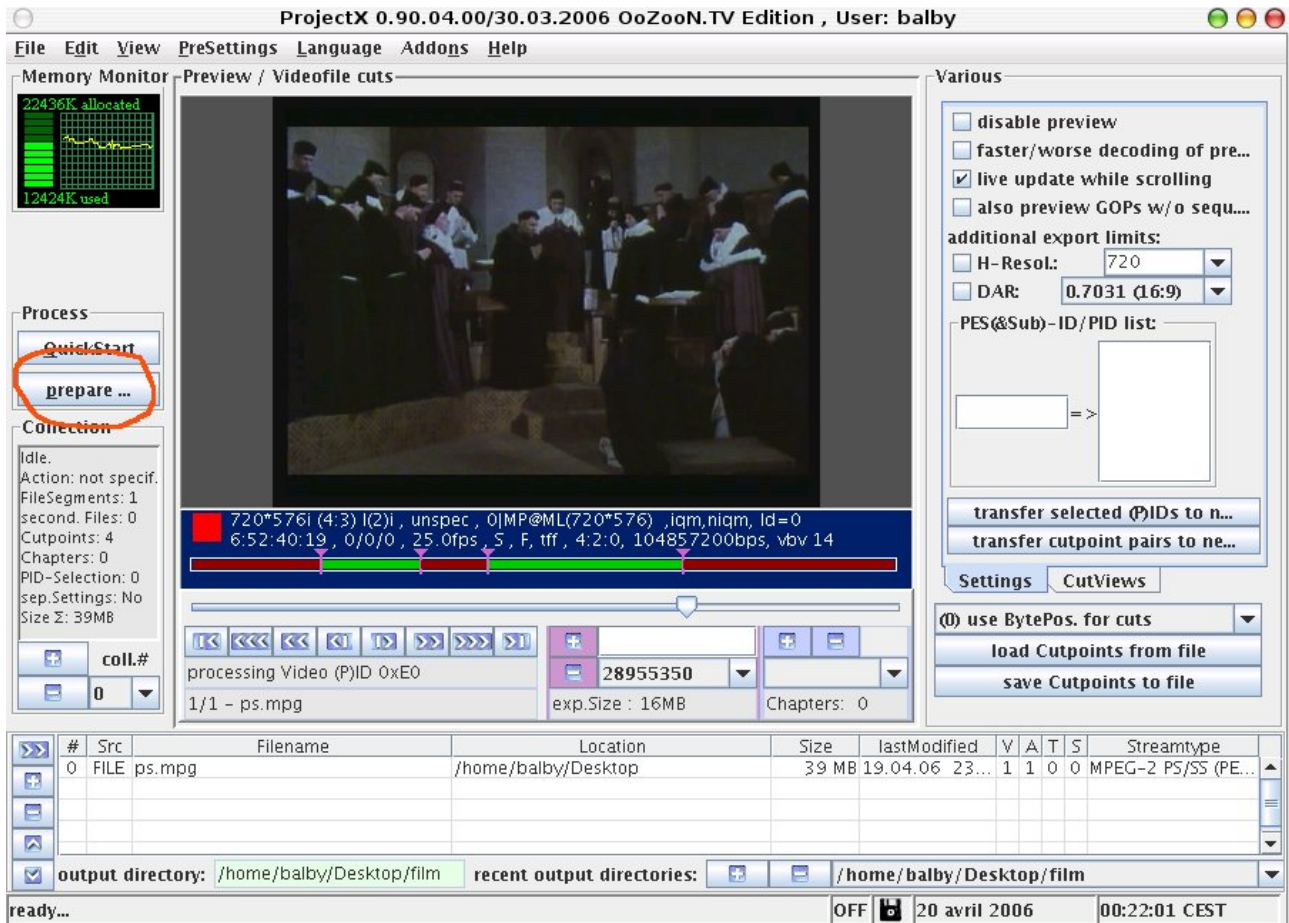 ProjectX 0.90.04.00/30.03.2006 OoZooN.TV Edition , User: balby
File Edit View PreSettings Language Addons Help
Memory Monitor
22436K allocated
12424K used
Process
QuickStart
prepare ...
Collection
Idle.
Action: not specif.
FileSegments: 1
second. Files: 0
Cutpoints: 4
Chapters: 0
PID-Selection: 0
sep.Settings: No
Size Σ: 39MB
coll.#
0
Preview / Videofile cuts
720*576i (4:3) I(2)i , unspec , 0|MP@ML(720*576) ,iqm,niqm, ld=0
6:52:40:19 , 0/0/0 , 25.0fps , S , F, tff , 4:2:0, 104857200bps, vbv 14
processing Video (P)ID 0xE0
1/1 - ps.mpg
28955350
exp.Size : 16MB
Chapters: 0
Various
disable preview
faster/worse decoding of pre...
live update while scrolling
also preview GOPs w/o sequ....
additional export limits:
H-Resol.: 720
DAR: 0.7031 (16:9)
PES(&Sub)-ID/PID list:
= >
transfer selected (P)IDs to n...
transfer cutpoint pairs to ne...
Settings CutViews
(0) use BytePos. for cuts
load Cutpoints from file
save Cutpoints to file
# Src Filename Location Size lastModified V A T S Streamtype
0 FILE ps.mpg /home/balby/Desktop 39 MB 19.04.06 23... 1 1 0 0 MPEG-2 PS/SS (PE...
output directory: /home/balby/Desktop/film recent output directories: /home/balby/Desktop/film
ready... OFF 20 avril 2006 00:22:01 CEST